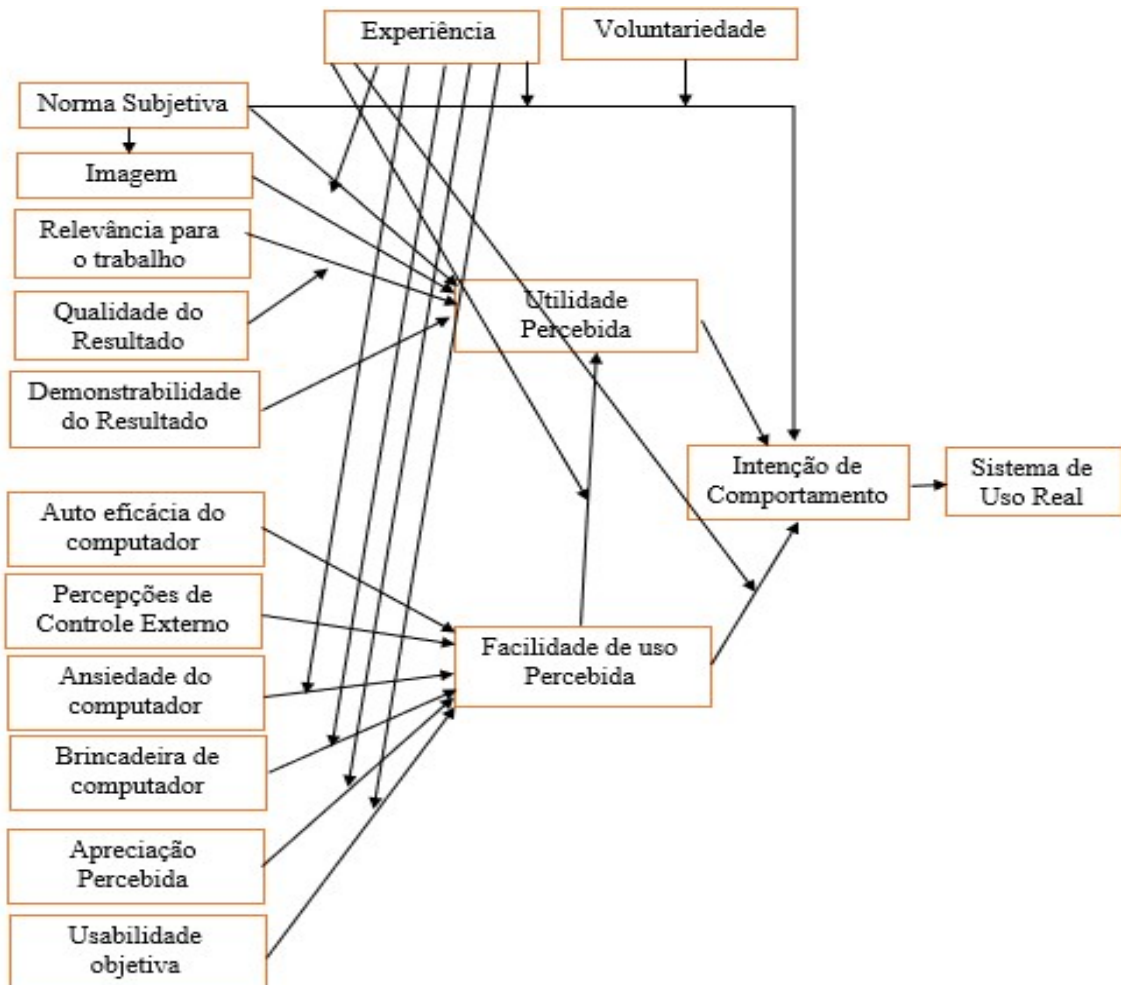 Experiência
Voluntariedade
Norma Subjetiva
Imagem
Relevância para
o trabalho
Qualidade do
Resultado
Demonstrabilidade
do Resultado
Utilidade
Percebida
Intenção de
Comportamento
Sistema de
Uso Real
Auto eficácia do
computador
Percepções de
Controle Externo
Ansiedade do
computador
Brincadeira de
computador
Apreciação
Percebida
Usabilidade
objetiva
Facilidade de uso
Percebida